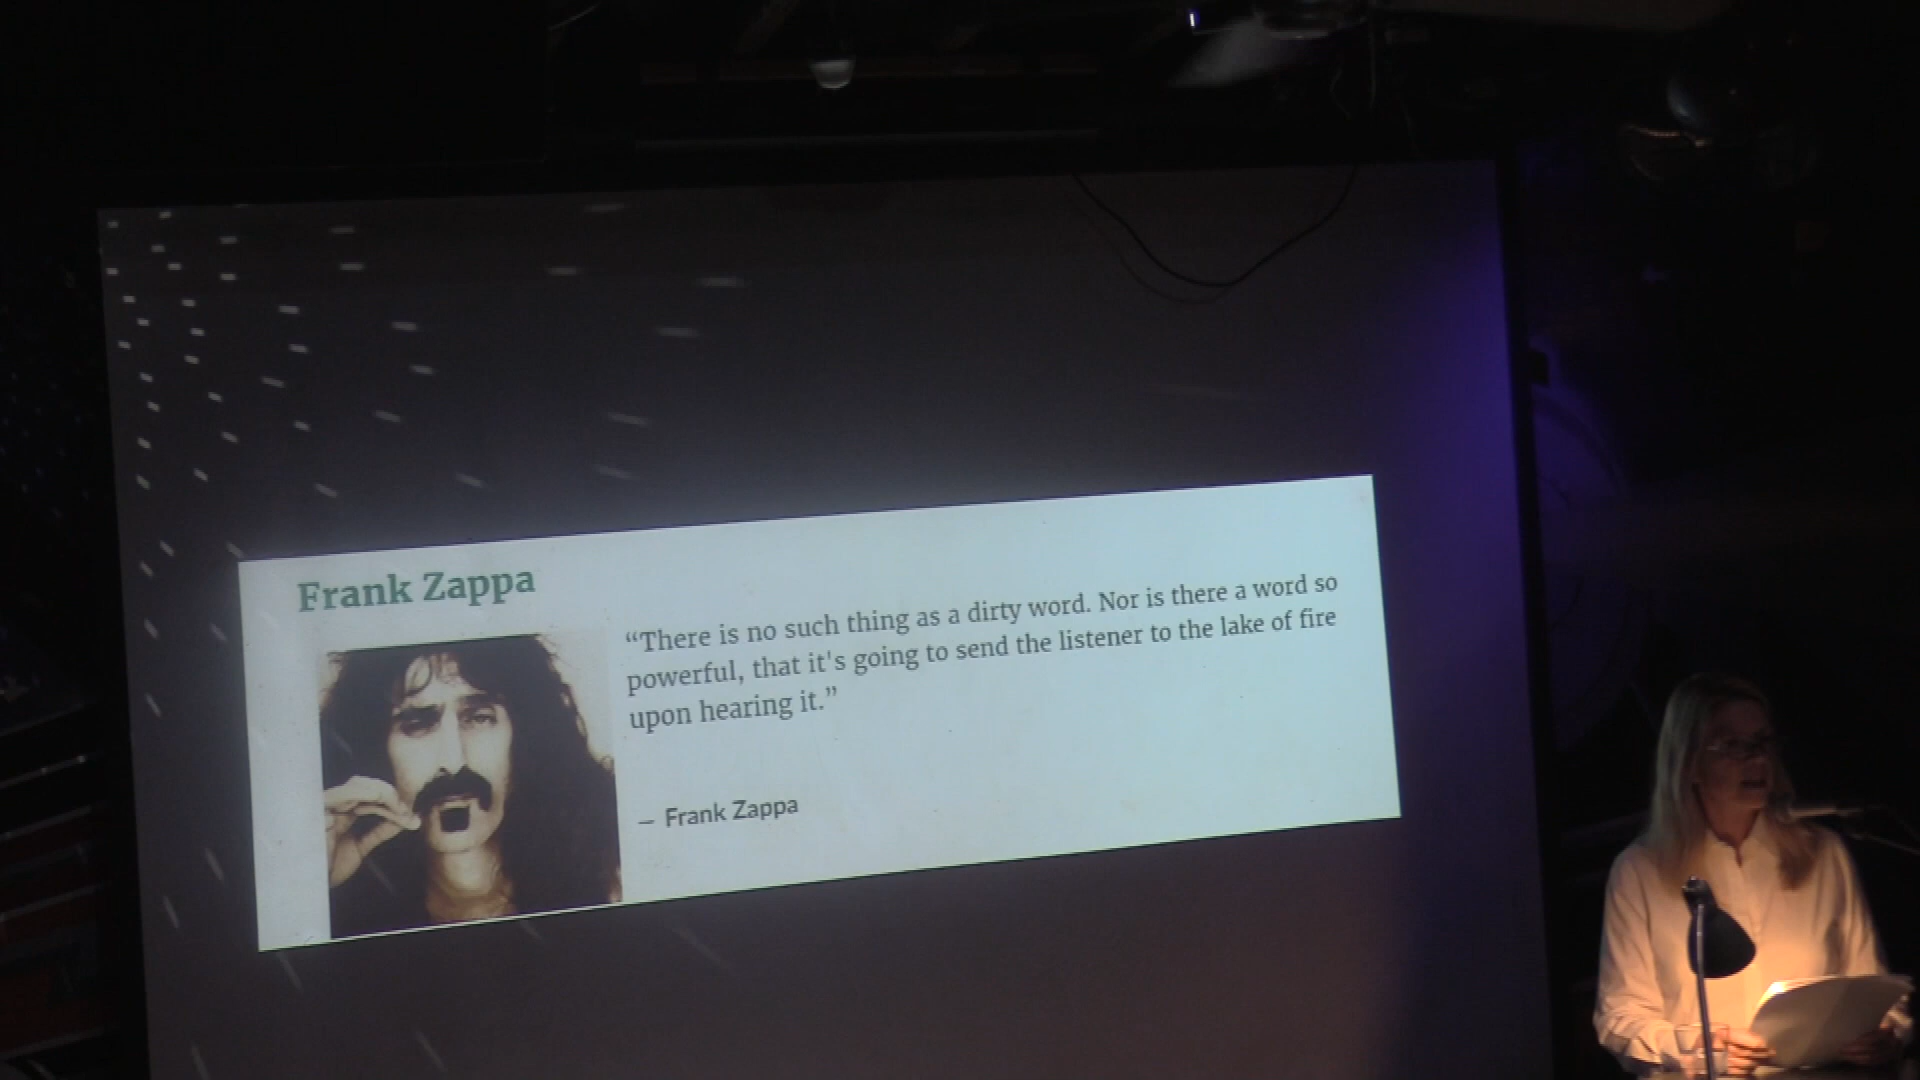 Frank Zappa
“There is no such thing as a dirty word. Nor is there a word so
powerful, that it's going to send the listener to the lake of fire
upon hearing it.”
– Frank Zappa